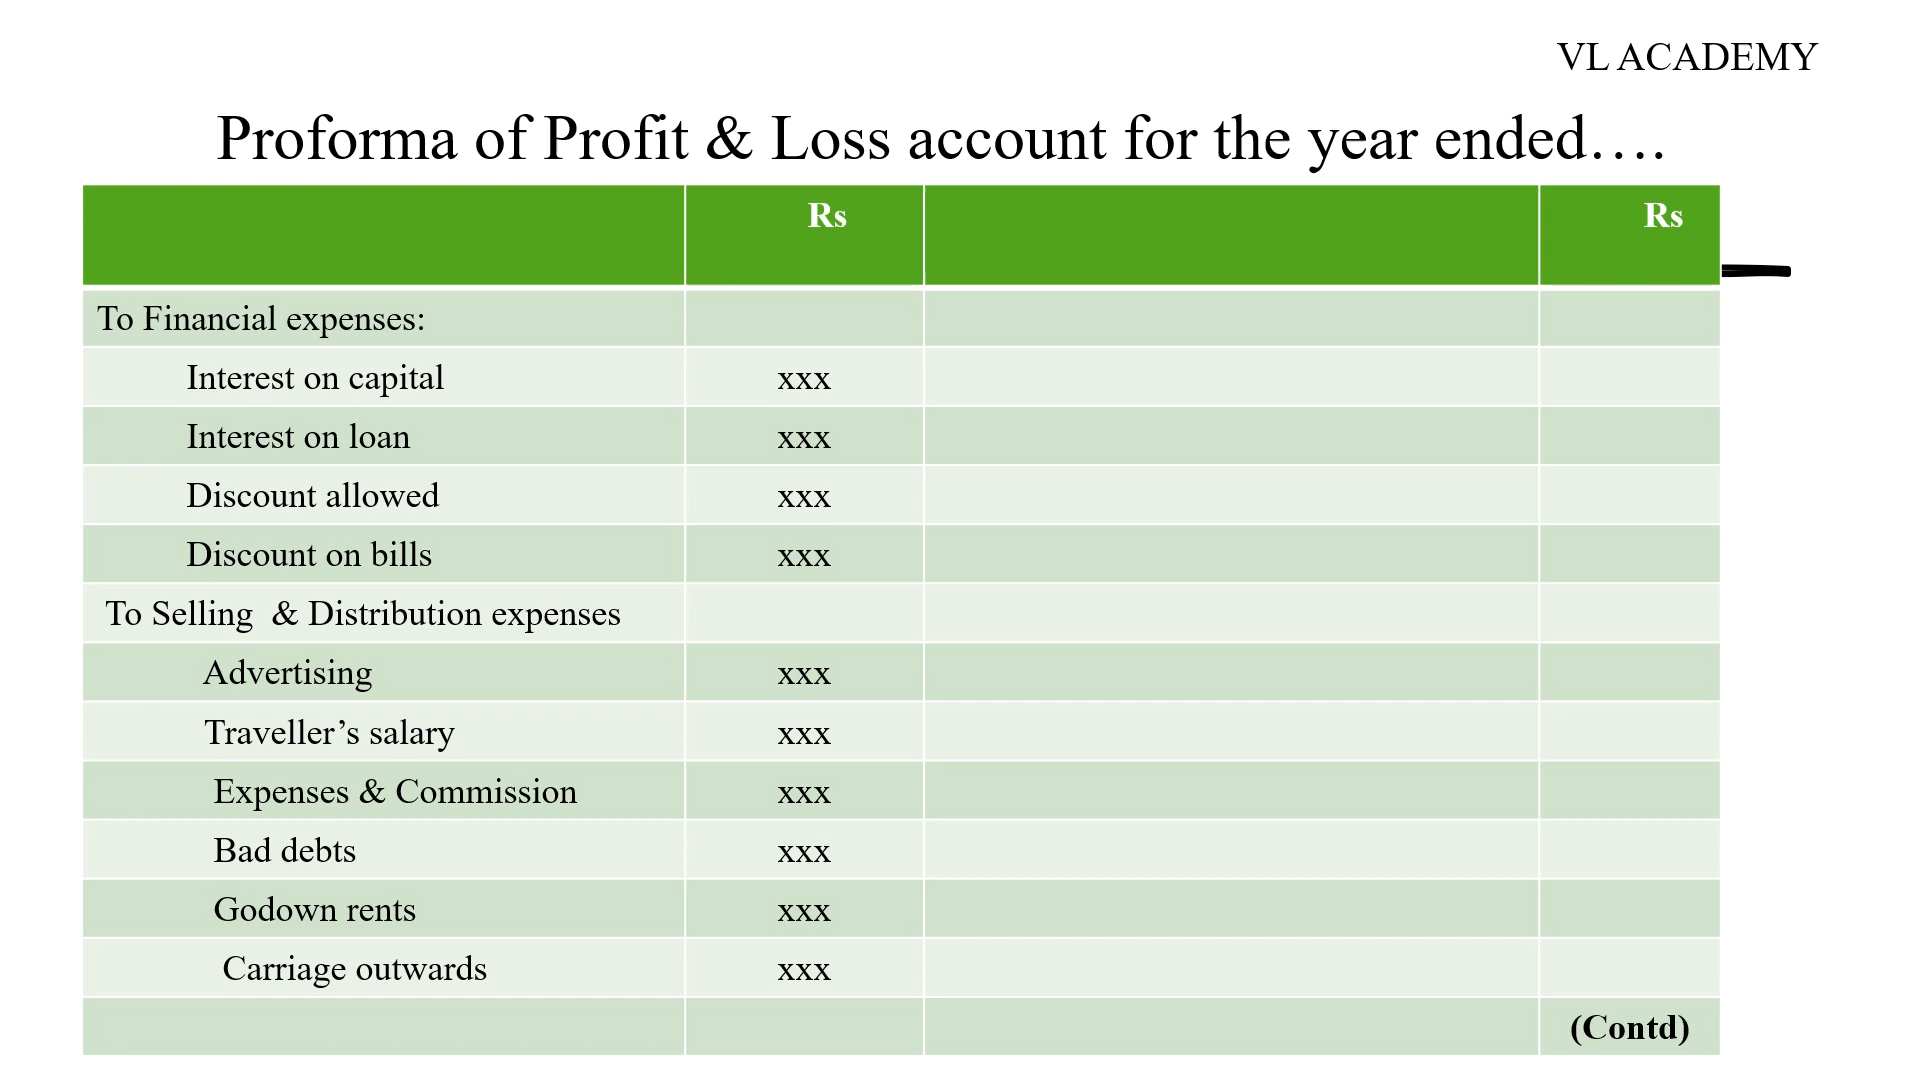 VL ACADEMY
Proforma of Profit & Loss account for the year ended….
Rs Rs
To Financial expenses:
Interest on capital xxx
Interest on loan xxx
Discount allowed xxx
Discount on bills xxx
To Selling & Distribution expenses
Advertising xxx
Traveller’s salary xxx
Expenses & Commission xxx
Bad debts xxx
Godown rents xxx
Carriage outwards xxx
(Contd)